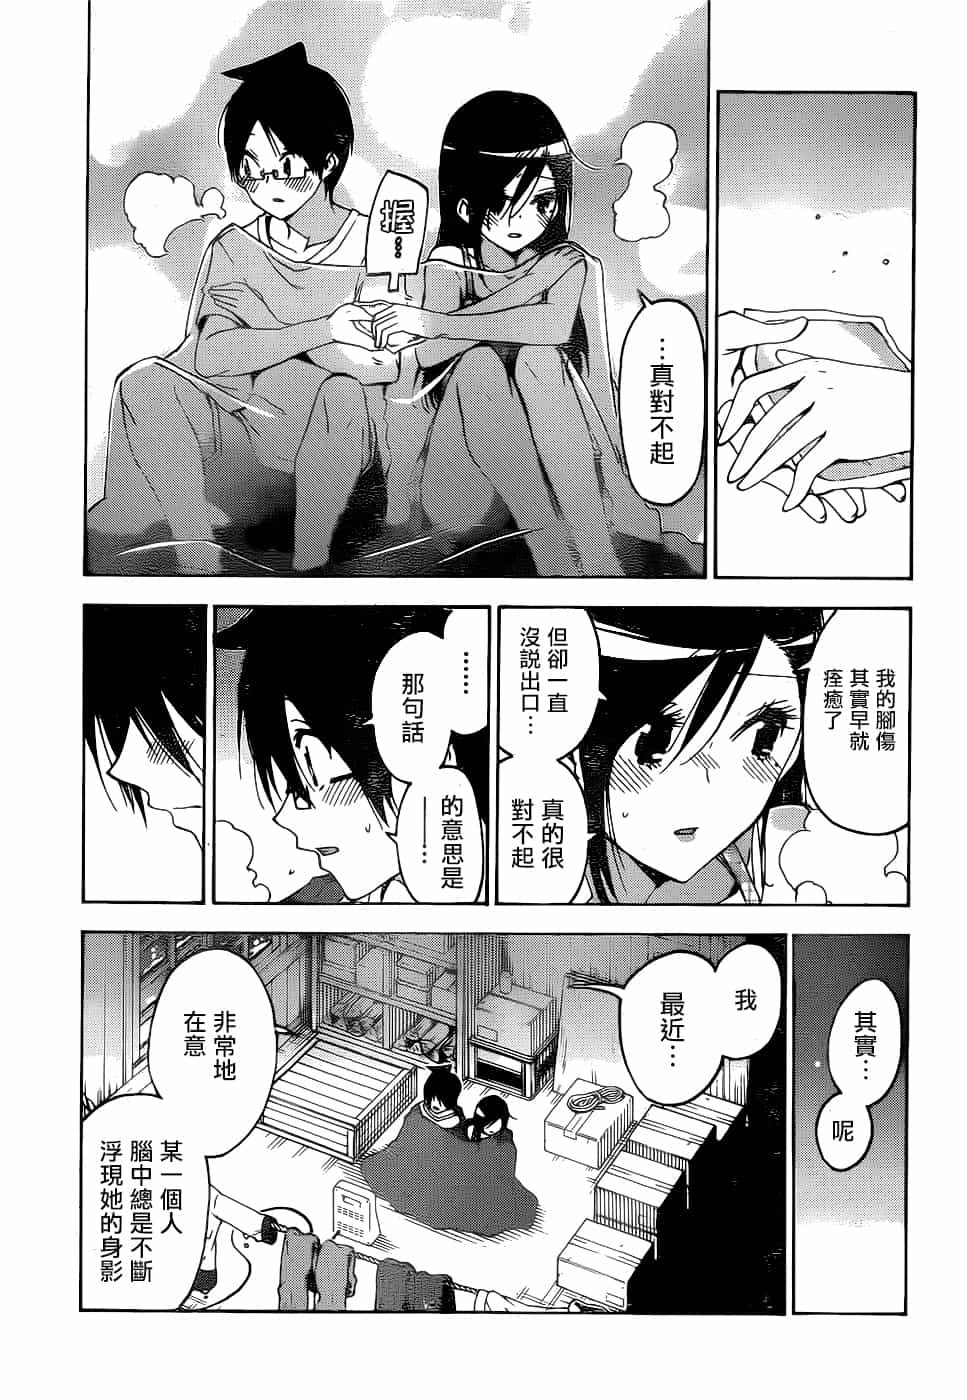 握…
…真對不起
我的腳傷
其實早就
痊癒了
但卻一直
沒說出口…
真的很
對不起
……
那句話
的意思是
——…
其實…
呢
我
最近…
非常地
在意
某一個人
腦中總是不斷
浮現她的身影